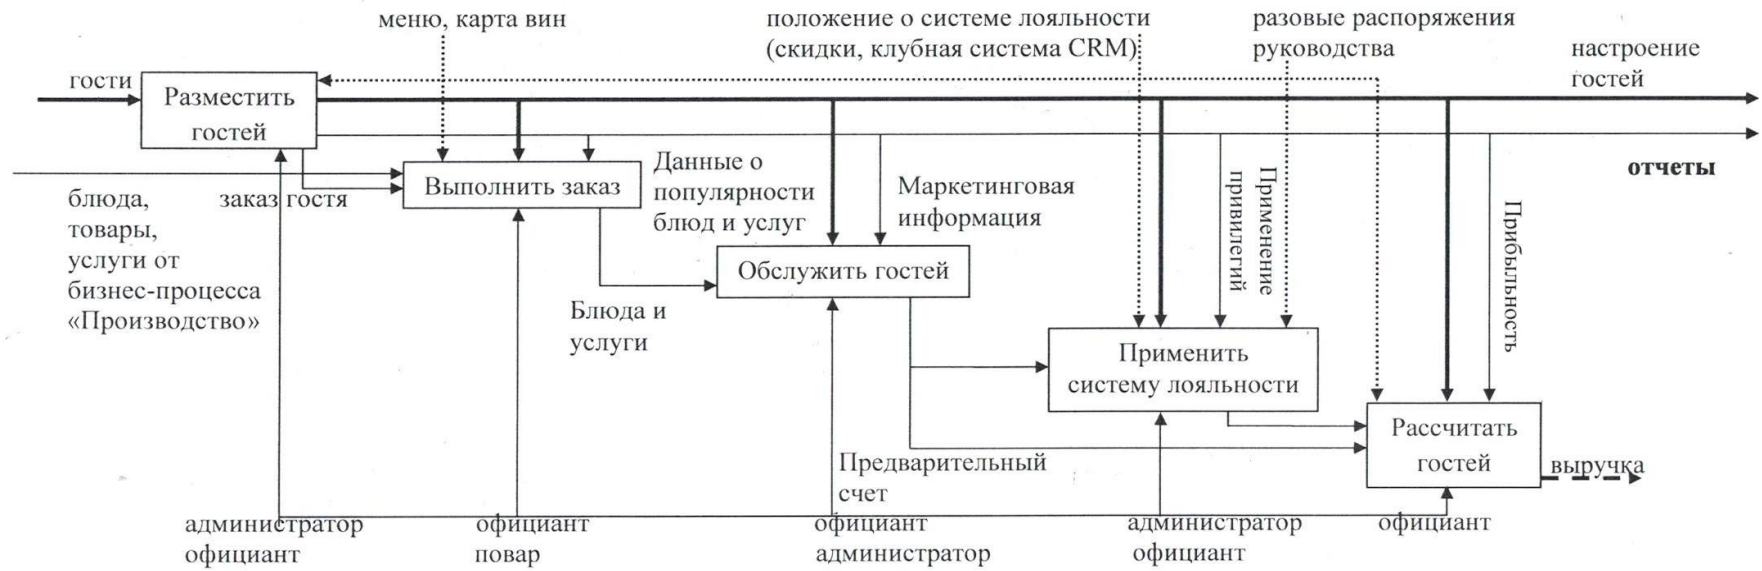 меню, карта вин
положение о системе лояльности
(скидки, клубная система CRM)
разовые распоряжения
руководства
настроение
гостей
гости
Разместить
гостей
отчеты
блюда,
товары,
услуги от
бизнес-процесса
«Производство»
заказ гостя
Выполнить заказ
Данные о
популярности
блюд и услуг
Маркетинговая
информация
Применение
привилегий
Прибыльность
Обслужить гостей
Блюда и
услуги
Применить
систему лояльности
Рассчитать
гостей
выручка
Предварительный
счет
администратор
официант
официант
повар
официант
администратор
администратор
официант
официант